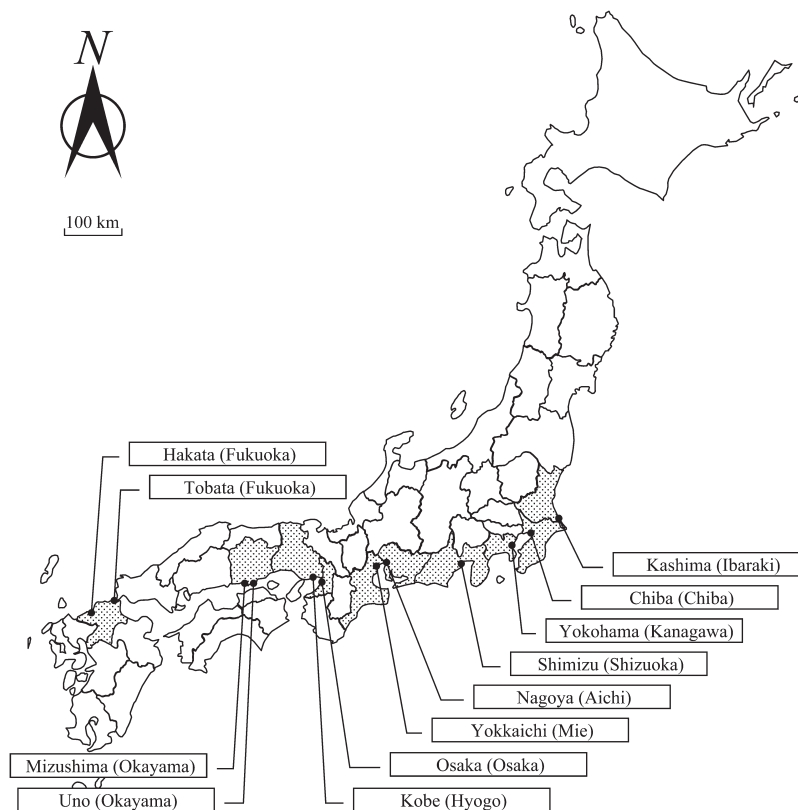 N
100 km
Hakata (Fukuoka)
Tobata (Fukuoka)
Kashima (Ibaraki)
Chiba (Chiba)
Yokohama (Kanagawa)
Shimizu (Shizuoka)
Nagoya (Aichi)
Yokkaichi (Mie)
Mizushima (Okayama)
Osaka (Osaka)
Uno (Okayama)
Kobe (Hyogo)